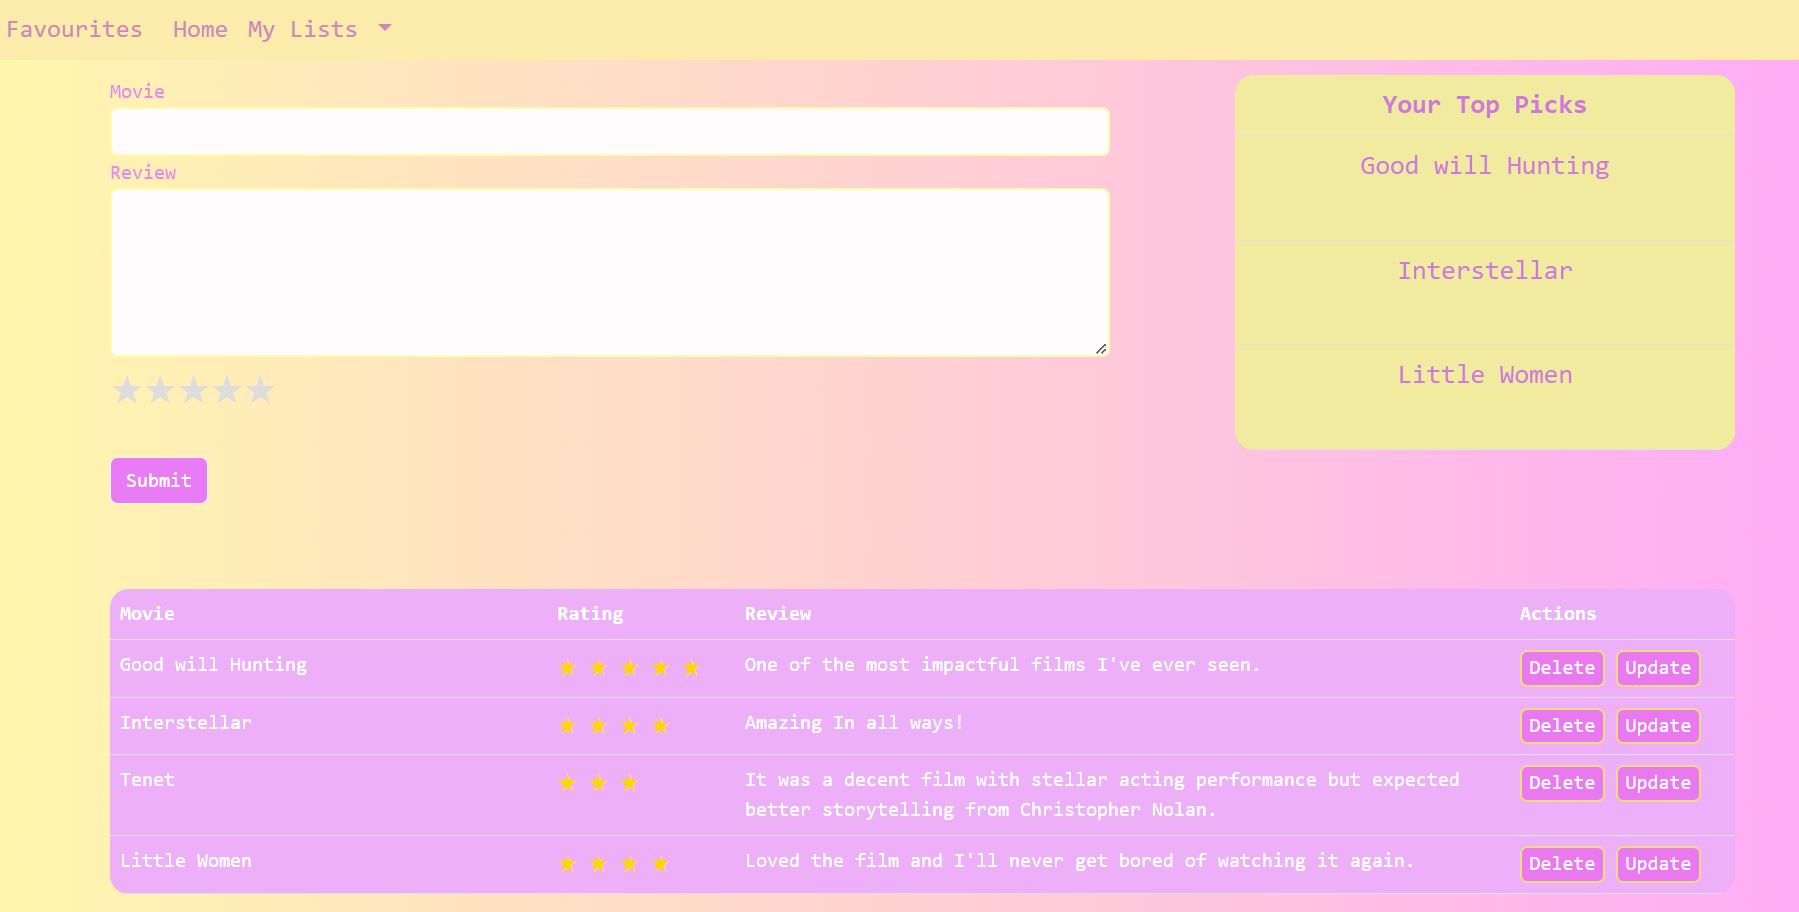 Favourites Home My Lists
Movie
Review
Submit
Your Top Picks
Good will Hunting
Interstellar
Little Women
Movie Rating Review Actions
Good will Hunting One of the most impactful films I've ever seen. Delete Update
Interstellar Amazing In all ways! Delete Update
Tenet It was a decent film with stellar acting performance but expected Delete Update
better storytelling from Christopher Nolan.
Little Women Loved the film and I'll never get bored of watching it again. Delete Update